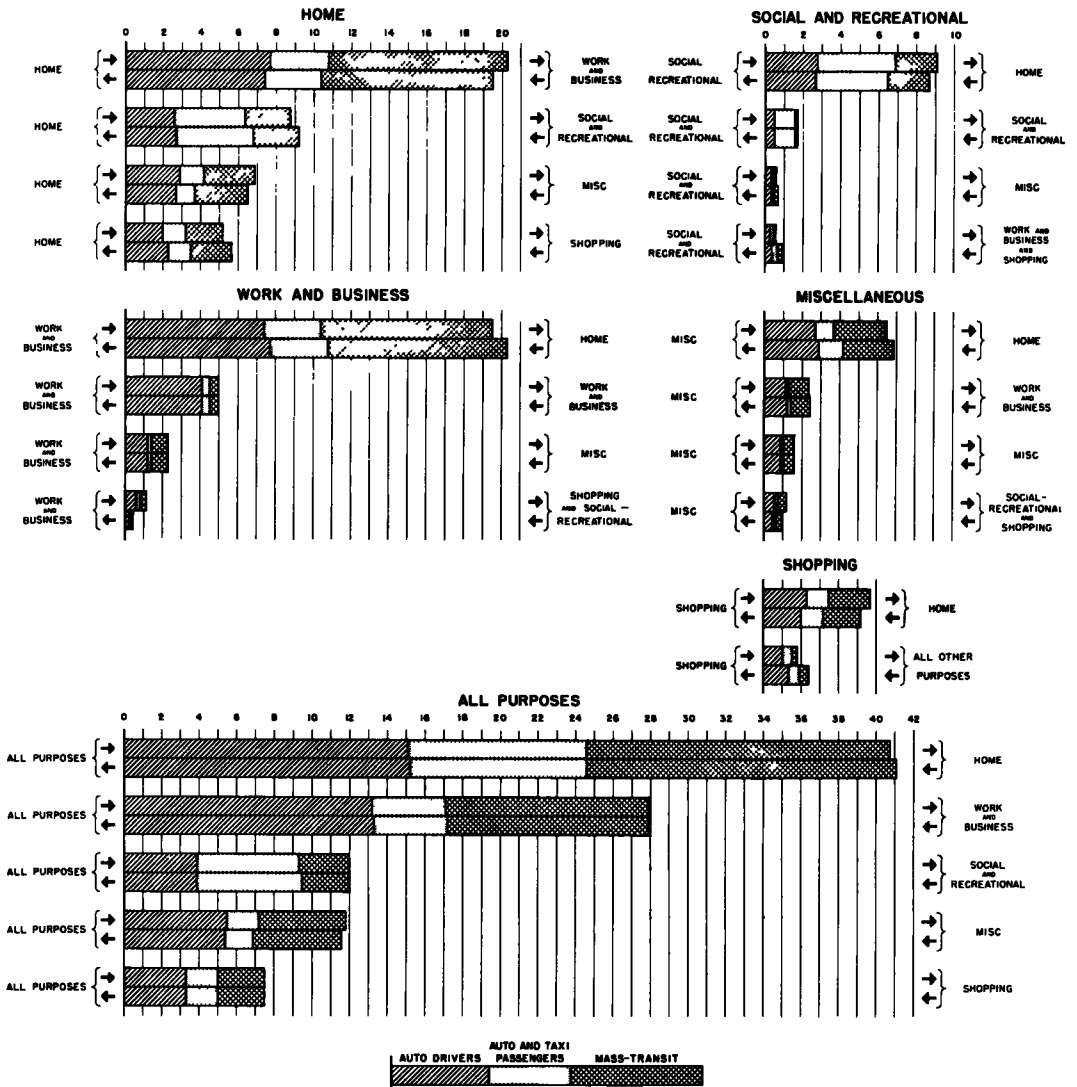 HOME
0 2 4 6 8 10 12 14 16 18 20
HOME
WORK
AND
BUSINESS
HOME
SOCIAL
AND
RECREATIONAL
HOME
MISC
HOME
SHOPPING
SOCIAL AND RECREATIONAL
0 2 4 6 8 10
SOCIAL
AND
RECREATIONAL
HOME
SOCIAL
AND
RECREATIONAL
SOCIAL
AND
RECREATIONAL
SOCIAL
AND
RECREATIONAL
MISC
SOCIAL
AND
RECREATIONAL
WORK AND
BUSINESS
AND
SHOPPING
WORK AND BUSINESS
WORK
AND
BUSINESS
HOME
WORK
AND
BUSINESS
WORK
AND
BUSINESS
WORK
AND
BUSINESS
MISC
WORK
AND
BUSINESS
SHOPPING
AND SOCIAL-
RECREATIONAL
MISCELLANEOUS
MISC
HOME
MISC
WORK
AND
BUSINESS
MISC
MISC
MISC
SOCIAL-
RECREATIONAL
AND
SHOPPING
SHOPPING
SHOPPING
HOME
SHOPPING
ALL OTHER
PURPOSES
ALL PURPOSES
0 2 4 6 8 10 12 14 16 18 20 22 24 26 28 30 32 34 36 38 40 42
ALL PURPOSES
HOME
ALL PURPOSES
WORK
AND
BUSINESS
ALL PURPOSES
SOCIAL
AND
RECREATIONAL
ALL PURPOSES
MISC
ALL PURPOSES
SHOPPING
AUTO DRIVERS
AUTO AND TAXI
PASSENGERS
MASS-TRANSIT